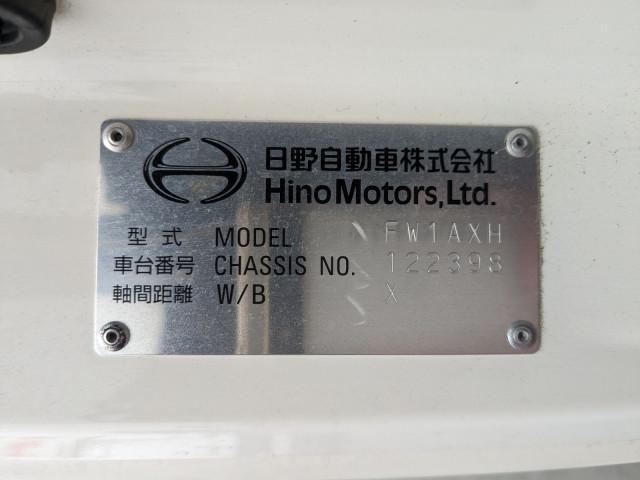 日野自動車株式会社
Hino Motors, Ltd.
型式 MODEL FW1AXH
車台番号 CHASSIS NO. 122398
軸間距離 W/B X